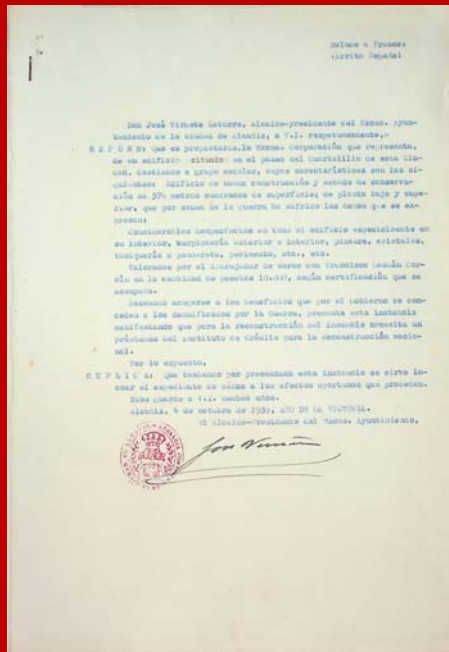 Saludo a Franco:
¡Arriba España!
Don José Latorre, Alcalde-presidente del Excmo. Ayun-
tamiento de la ciudad de Alcañiz, a V.I. respetuosamente,
E X P O N E: que es propietaria, la Excma. Corporación que representa,
de un edificio situado en el paseo del Cuartelillo de esta Ciu-
dad, destinado a grupo escolar, cuyas características son las si-
guientes: Edificio de buena construcción y estado de conserva-
ción de metros cuadrados de superficie; de planta baja y supe-
rior, que por causa de la guerra ha sufrido los daños que se ex-
presan:
Considerables desperfectos en todo el edificio especialmente en
su interior, carpintería exterior e interior, pintura, cristales,
tabiquería, pavimento, etc., etc.
Valorados por el Aparejador de Obras don Francisco
en la cantidad de pesetas según certificación que se
acompaña.
Deseando acogerse a los beneficios que por el Gobierno se con-
ceden a los damnificados por la Guerra, presenta esta instancia
manifestando que para la reconstrucción del inmueble necesita un
préstamo del Instituto de Crédito para la Reconstrucción nacio-
nal.
Por lo expuesto,
S U P L I C A: Que teniendo por presentada esta instancia se sirva in-
coar el expediente de daños a los efectos oportunos que procedan.
Dios guarde a V.I. muchos años.
Alcañiz, 4 de octubre de 1939. AÑO DE LA VICTORIA.
El Alcalde-Presidente del Excmo. Ayuntamiento,